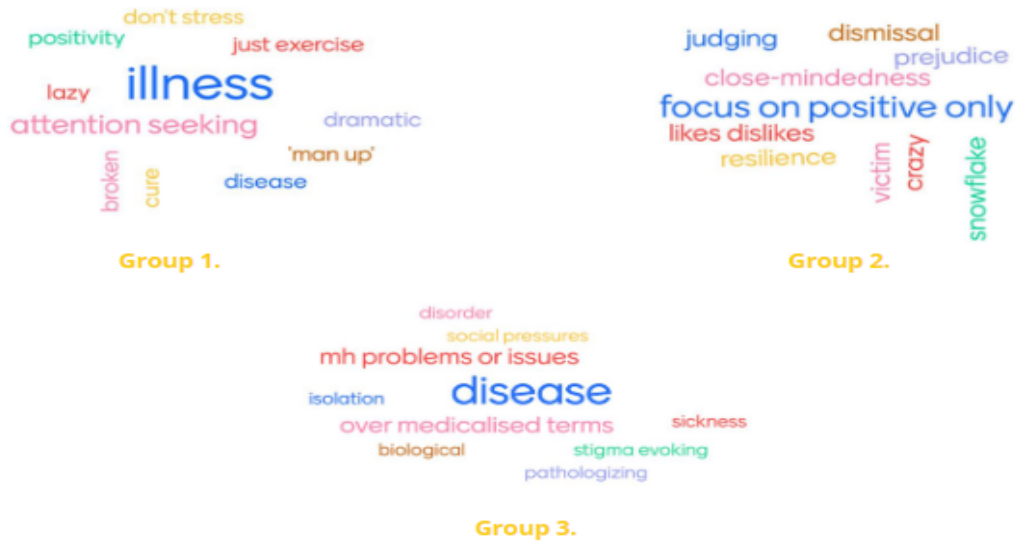 don't stress
positivity
just exercise
illness
lazy
attention seeking
dramatic
'man up'
broken
cure
disease
Group 1.
judging
dismissal
prejudice
close-mindedness
focus on positive only
likes dislikes
resilience
victim
crazy
snowflake
Group 2.
disorder
social pressures
mh problems or issues
disease
isolation
over medicalised terms
sickness
biological
stigma evoking
pathologizing
Group 3.